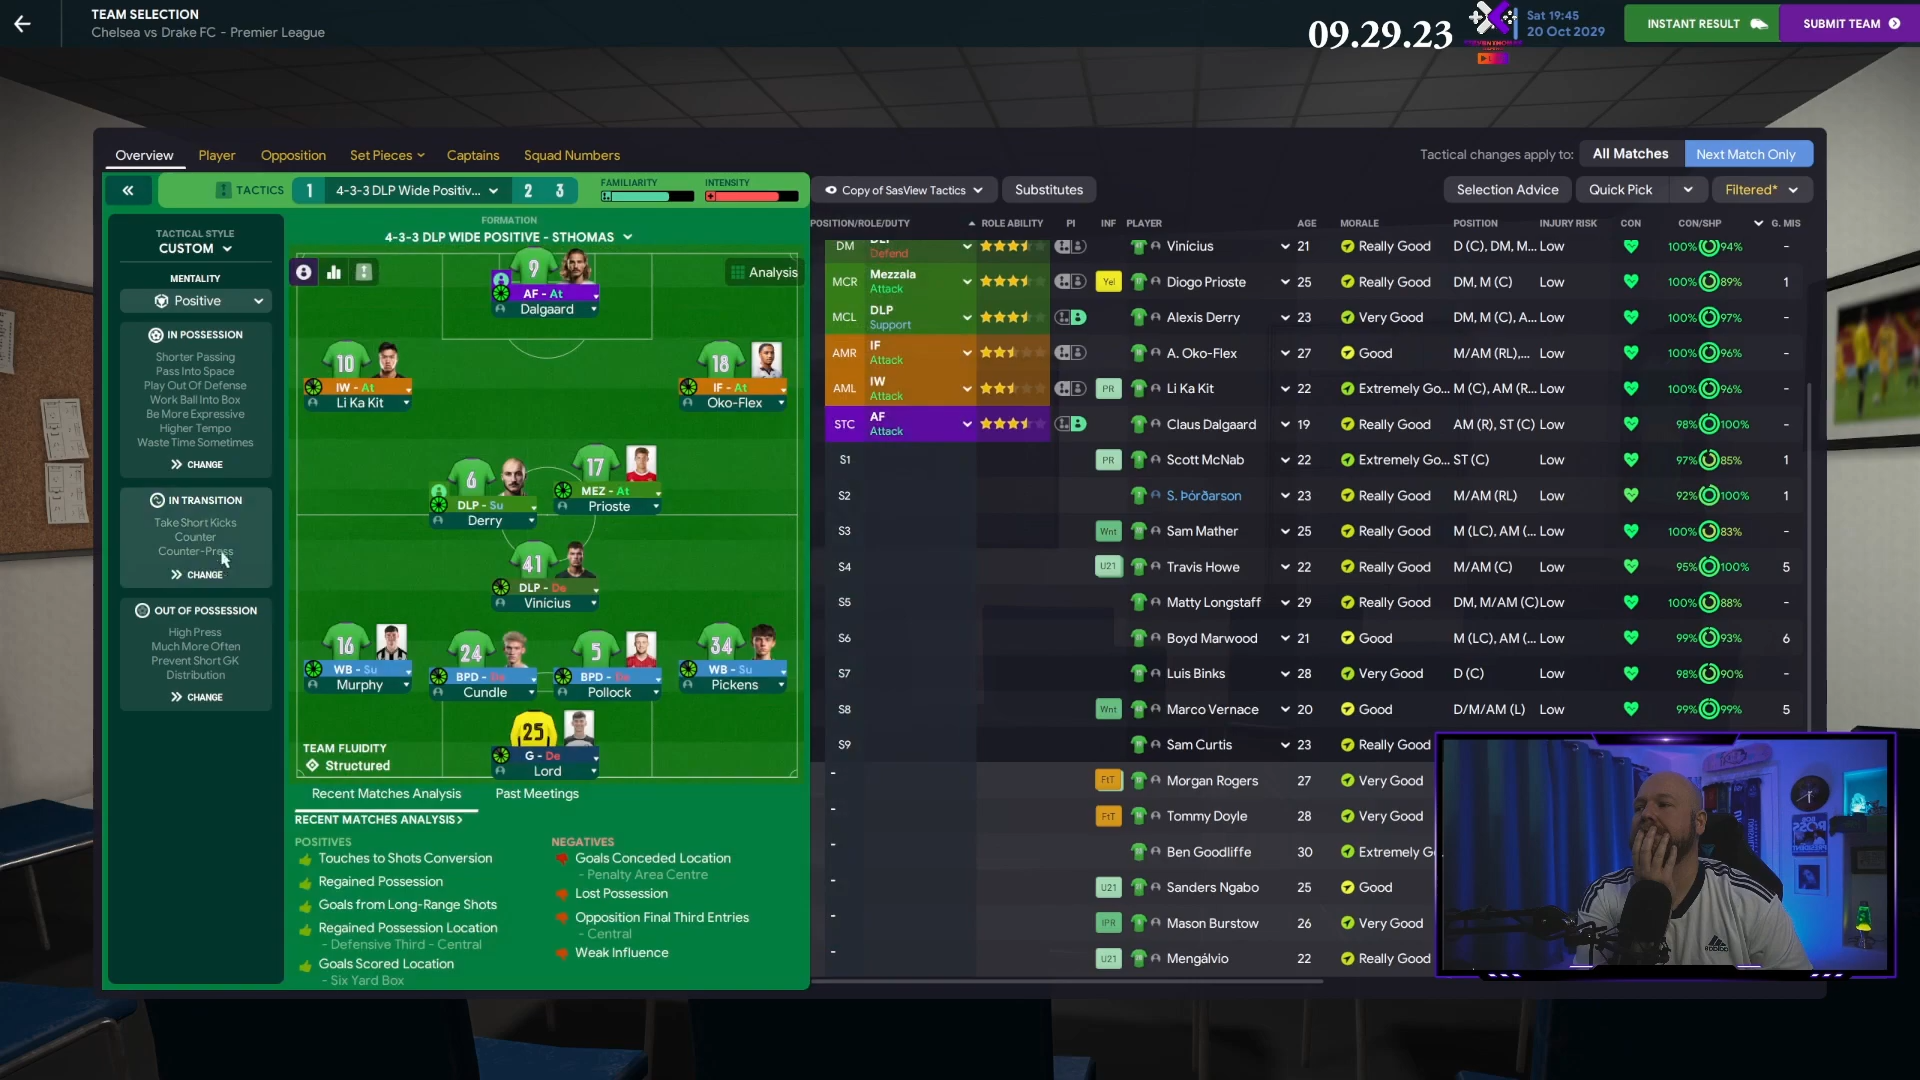 TEAM SELECTION
Chelsea vs Drake FC - Premier League
09.29.23
Sat 19:45
20 Oct 2029
INSTANT RESULT
SUBMIT TEAM
Overview
Player
Opposition
Set Pieces
Captains
Squad Numbers
Tactical changes apply to:
All Matches
Next Match Only
TACTICS
1
4-3-3 DLP Wide Positiv...
2
3
FAMILIARITY
INTENSITY
Copy of SasView Tactics
Substitutes
Selection Advice
Quick Pick
Filtered*
TACTICAL STYLE
CUSTOM
MENTALITY
Positive
IN POSSESSION
Shorter Passing
Pass Into Space
Play Out Of Defense
Work Ball Into Box
Be More Expressive
Higher Tempo
Waste Time Sometimes
CHANGE
IN TRANSITION
Take Short Kicks
Counter
Counter-Press
CHANGE
OUT OF POSSESSION
High Press
Much More Often
Prevent Short GK
Distribution
CHANGE
FORMATION
4-3-3 DLP WIDE POSITIVE - STHOMAS
Analysis
9
AF - At
Dalgaard
10
IW - At
Li Ka Kit
18
IF - At
Oko-Flex
6
DLP - Su
Derry
17
MEZ - At
Prioste
41
DLP - De
Vinícius
16
WB - Su
Murphy
24
BPD - De
Cundle
5
BPD - De
Pollock
34
WB - Su
Pickens
25
G - De
Lord
TEAM FLUIDITY
Structured
Recent Matches Analysis
Past Meetings
RECENT MATCHES ANALYSIS>
POSITIVES
Touches to Shots Conversion
Regained Possession
Goals from Long-Range Shots
Regained Possession Location
- Defensive Third - Central
Goals Scored Location
- Six Yard Box
NEGATIVES
Goals Conceded Location
- Penalty Area Centre
Lost Possession
Opposition Final Third Entries
- Central
Weak Influence
POSITION/ROLE/DUTY ROLE ABILITY PI INF PLAYER AGE MORALE POSITION INJURY RISK CON CON/SHP G. MIS
DM DLP Defend Vinícius 21 Really Good D (C), DM, M... Low 100% 94% -
MCR Mezzala Attack Yel Diogo Prioste 25 Really Good DM, M (C) Low 100% 89% 1
MCL DLP Support Alexis Derry 23 Very Good DM, M (C), A... Low 100% 97% -
AMR IF Attack A. Oko-Flex 27 Good M/AM (RL),... Low 100% 96% -
AML IW Attack PR Li Ka Kit 22 Extremely Go... M (C), AM (R... Low 100% 96% -
STC AF Attack Claus Dalgaard 19 Really Good AM (R), ST (C) Low 98% 100% -
S1 PR Scott McNab 22 Extremely Go... ST (C) Low 97% 85% 1
S2 S. Þórðarson 23 Really Good M/AM (RL) Low 92% 100% 1
S3 Wnt Sam Mather 25 Really Good M (LC), AM (... Low 100% 83% -
S4 U21 Travis Howe 22 Really Good M/AM (C) Low 95% 100% 5
S5 Matty Longstaff 29 Really Good DM, M/AM (C) Low 100% 88% -
S6 Boyd Marwood 21 Good M (LC), AM (... Low 99% 93% 6
S7 Luis Binks 28 Very Good D (C) Low 98% 90% -
S8 Wnt Marco Vernace 20 Good D/M/AM (L) Low 99% 99% 5
S9 Sam Curtis 23 Really Good
- FtT Morgan Rogers 27 Very Good
- FtT Tommy Doyle 28 Very Good
- Ben Goodliffe 30 Extremely G
- U21 Sanders Ngabo 25 Good
- IPR Mason Burstow 26 Very Good
- U21 Mengálvio 22 Really Good
adidas